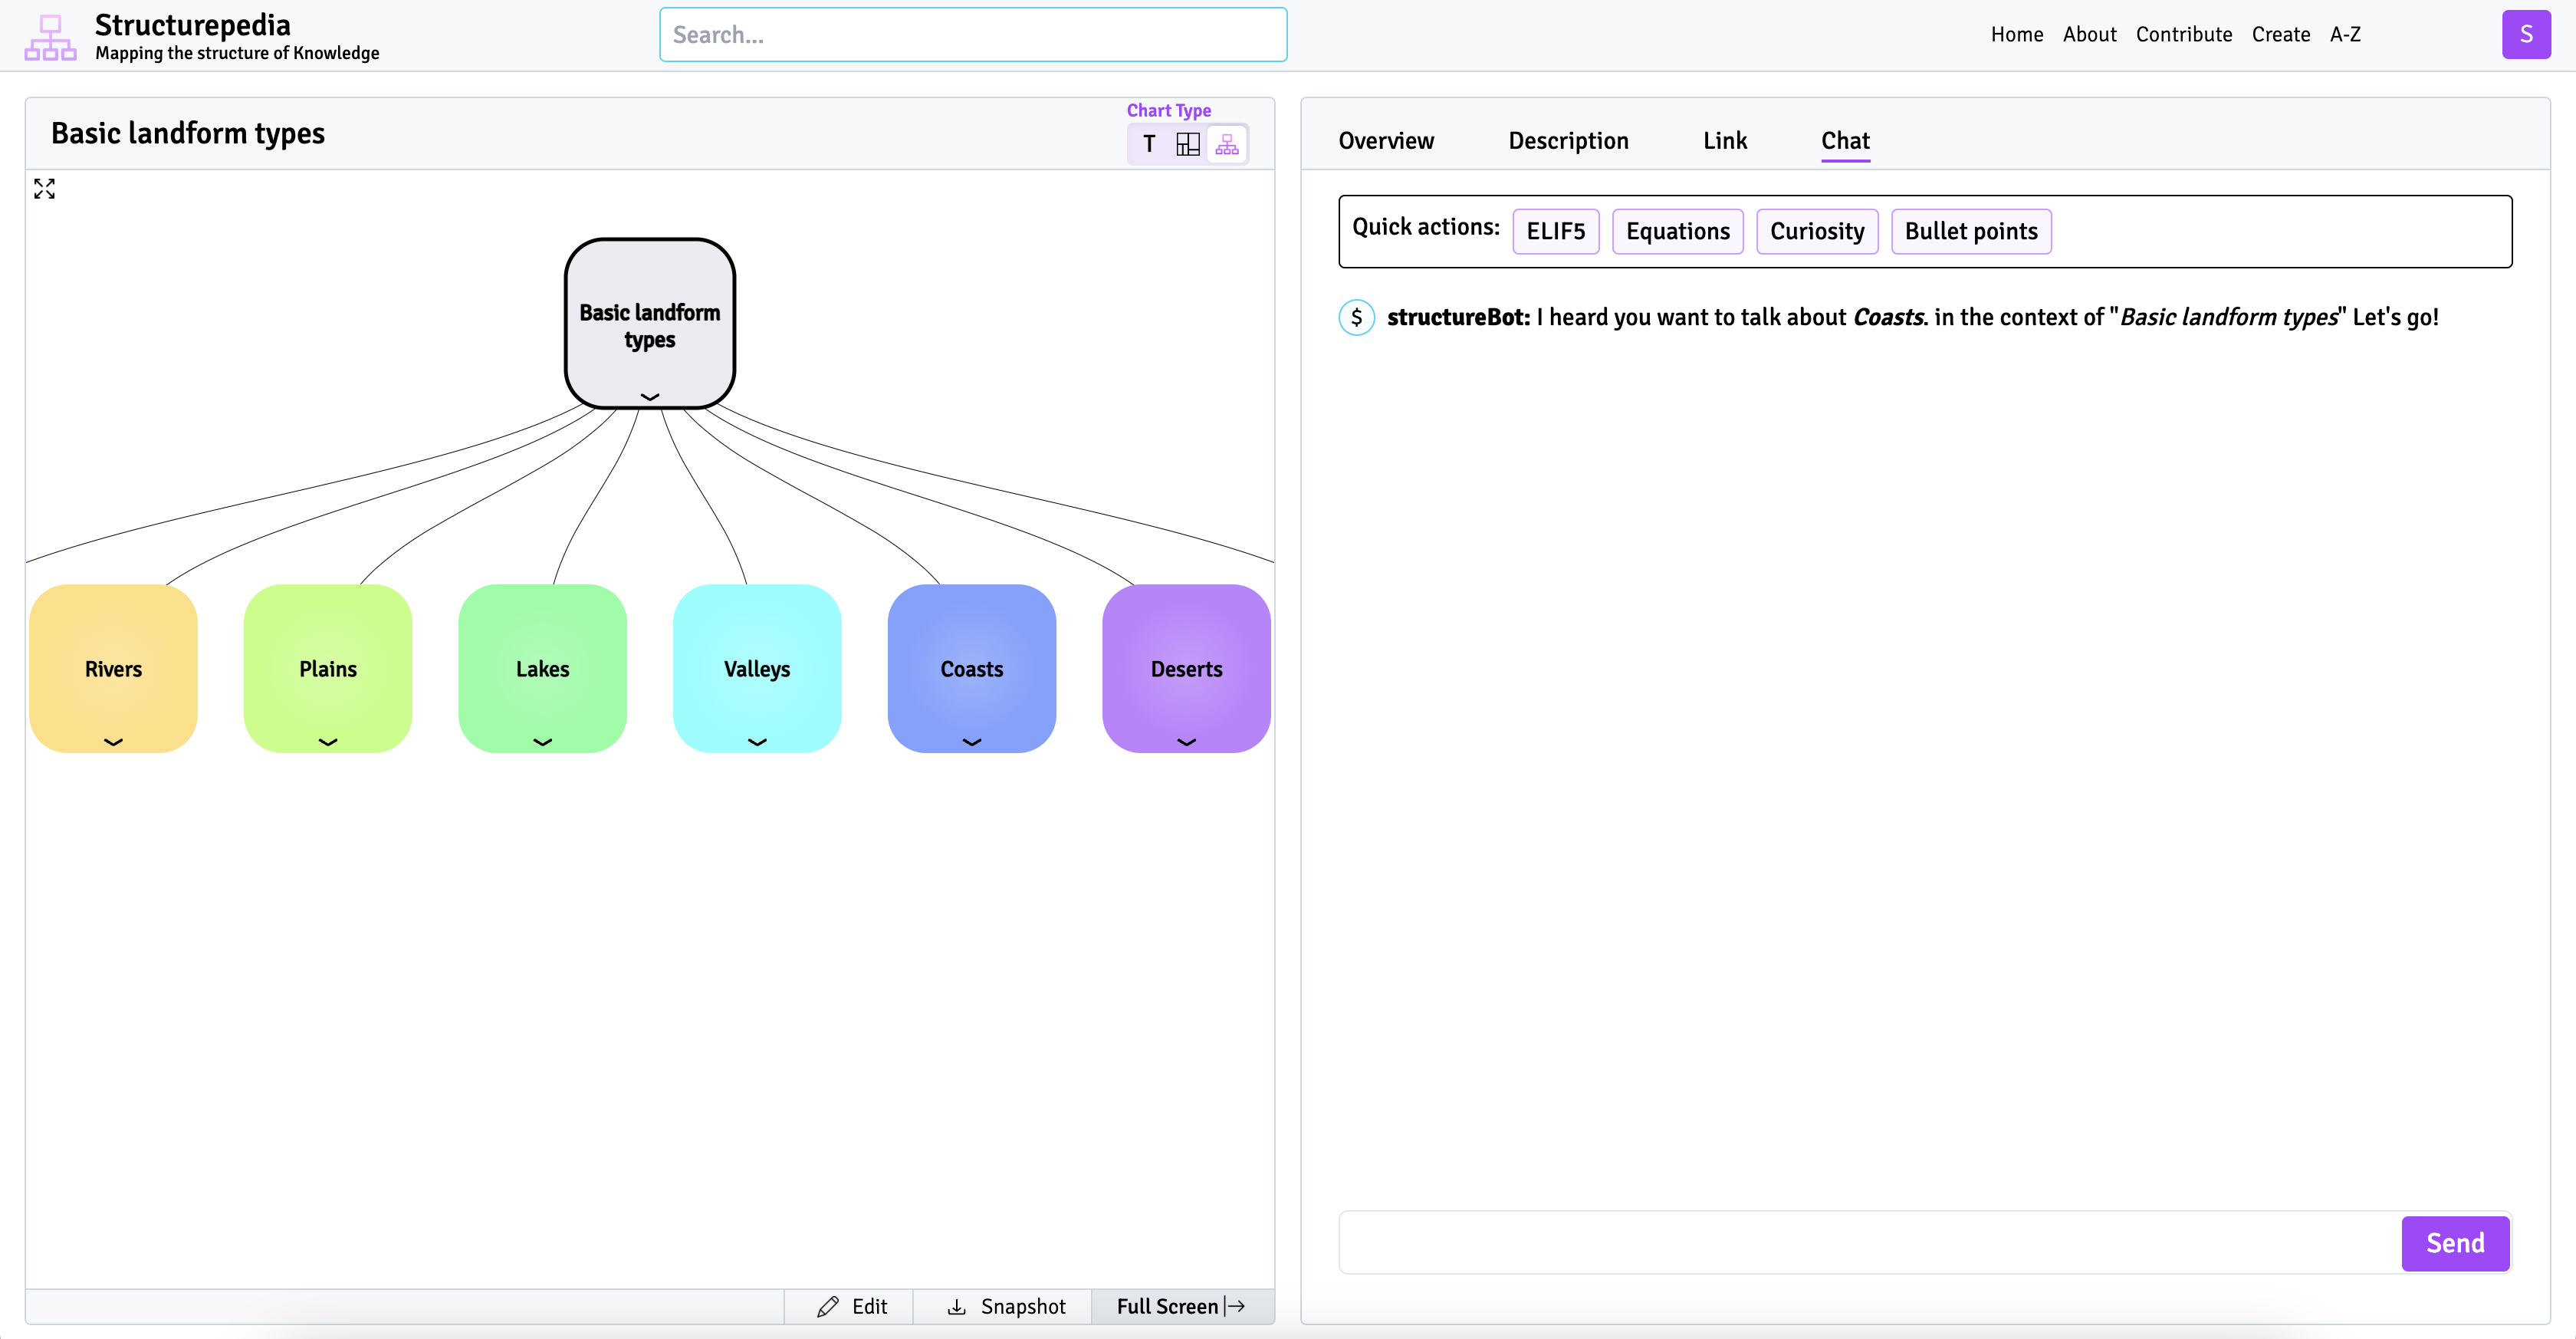 Structurepedia
Mapping the structure of Knowledge
Search...
Home About Contribute Create A-Z
S
Basic landform types
Chart Type
T
Basic landform
types
Rivers
Plains
Lakes
Valleys
Coasts
Deserts
Edit
Snapshot
Full Screen
Overview Description Link Chat
Quick actions: ELIF5 Equations Curiosity Bullet points
$ structureBot: I heard you want to talk about Coasts. in the context of "Basic landform types" Let's go!
Send